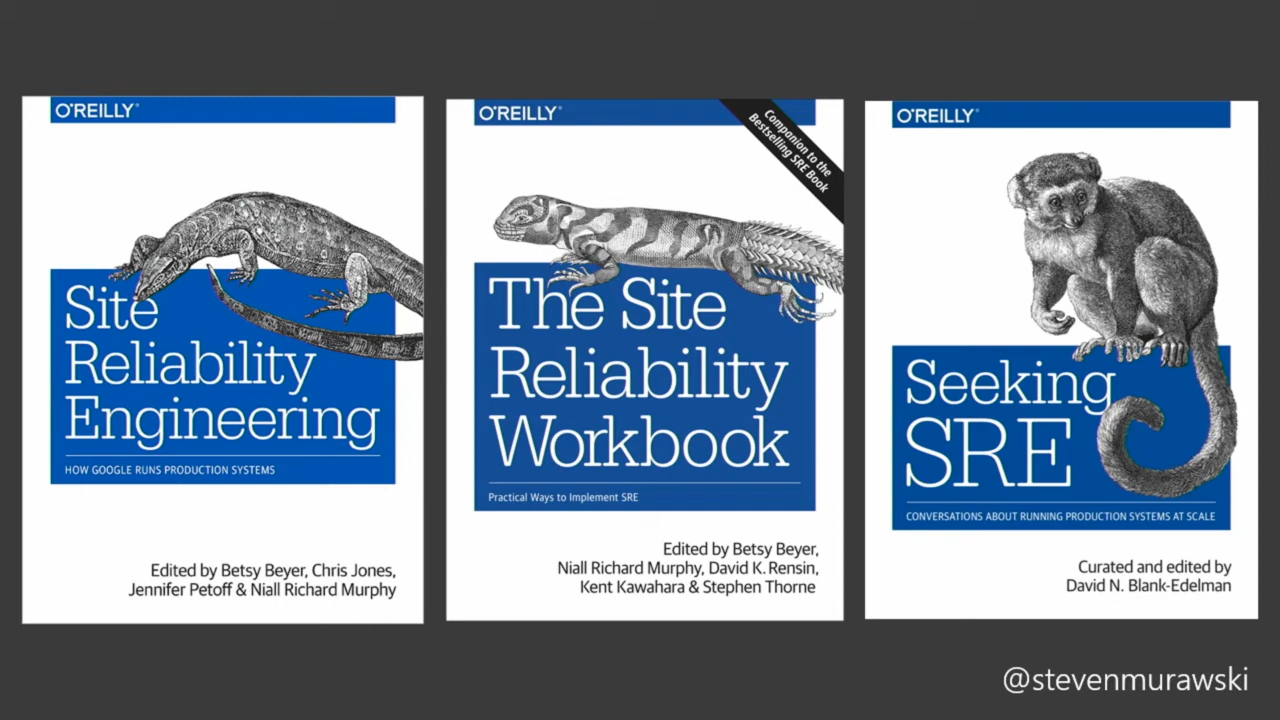 O'REILLY®
Site
Reliability
Engineering
HOW GOOGLE RUNS PRODUCTION SYSTEMS
Edited by Betsy Beyer, Chris Jones,
Jennifer Petoff & Niall Richard Murphy
O'REILLY®
Companion to the
Bestselling SRE Book
The Site
Reliability
Workbook
Practical Ways to Implement SRE
Edited by Betsy Beyer,
Niall Richard Murphy, David K. Rensin,
Kent Kawahara & Stephen Thorne
O'REILLY®
Seeking
SRE
CONVERSATIONS ABOUT RUNNING PRODUCTION SYSTEMS AT SCALE
Curated and edited by
David N. Blank-Edelman
@stevenmurawski